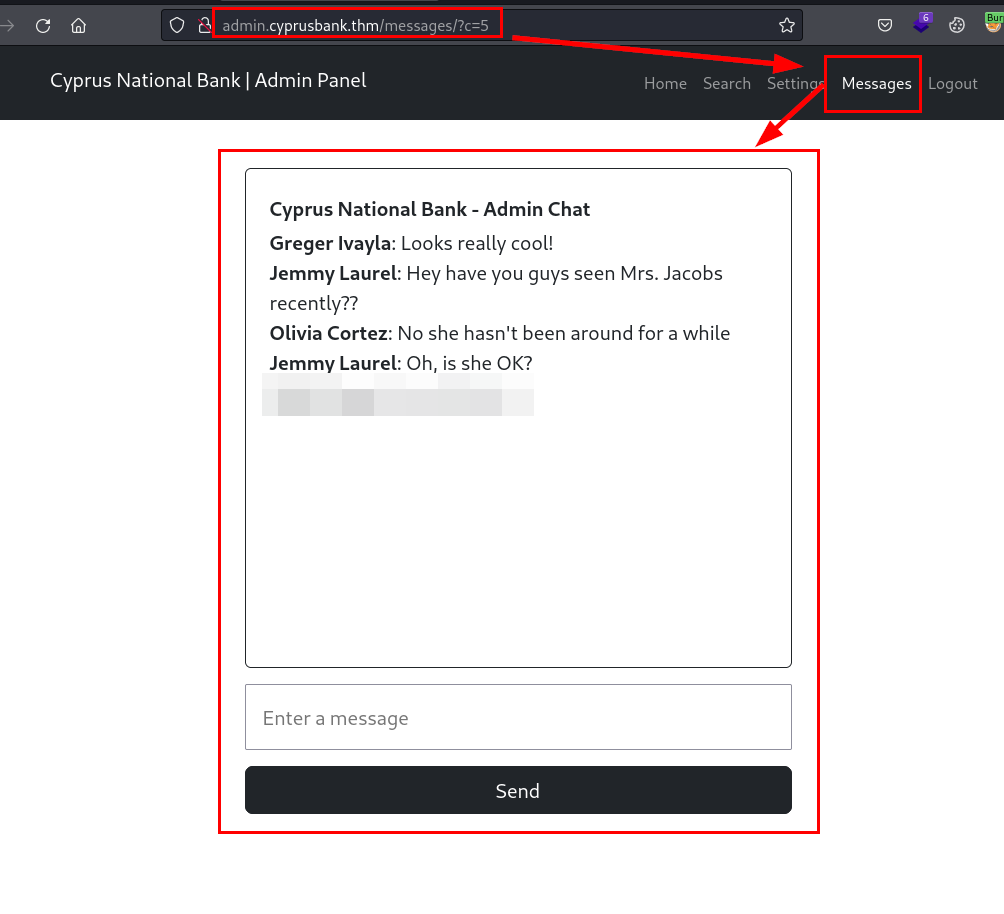 admin.cyprusbank.thm/messages/?c=5
6
Cyprus National Bank | Admin Panel
Home Search Settings Messages Logout
Cyprus National Bank - Admin Chat
Greger Ivayla: Looks really cool!
Jemmy Laurel: Hey have you guys seen Mrs. Jacobs
recently??
Olivia Cortez: No she hasn't been around for a while
Jemmy Laurel: Oh, is she OK?
Enter a message
Send